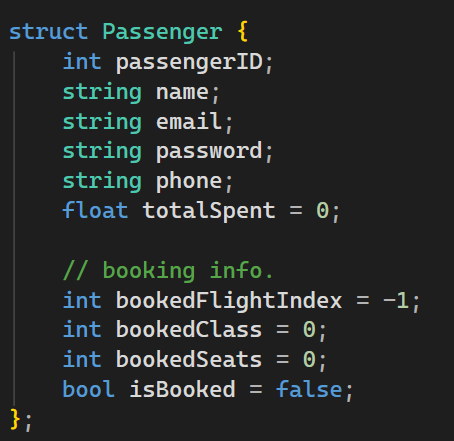 struct Passenger {
    int passengerID;
    string name;
    string email;
    string password;
    string phone;
    float totalSpent = 0;

    // booking info.
    int bookedFlightIndex = -1;
    int bookedClass = 0;
    int bookedSeats = 0;
    bool isBooked = false;
};